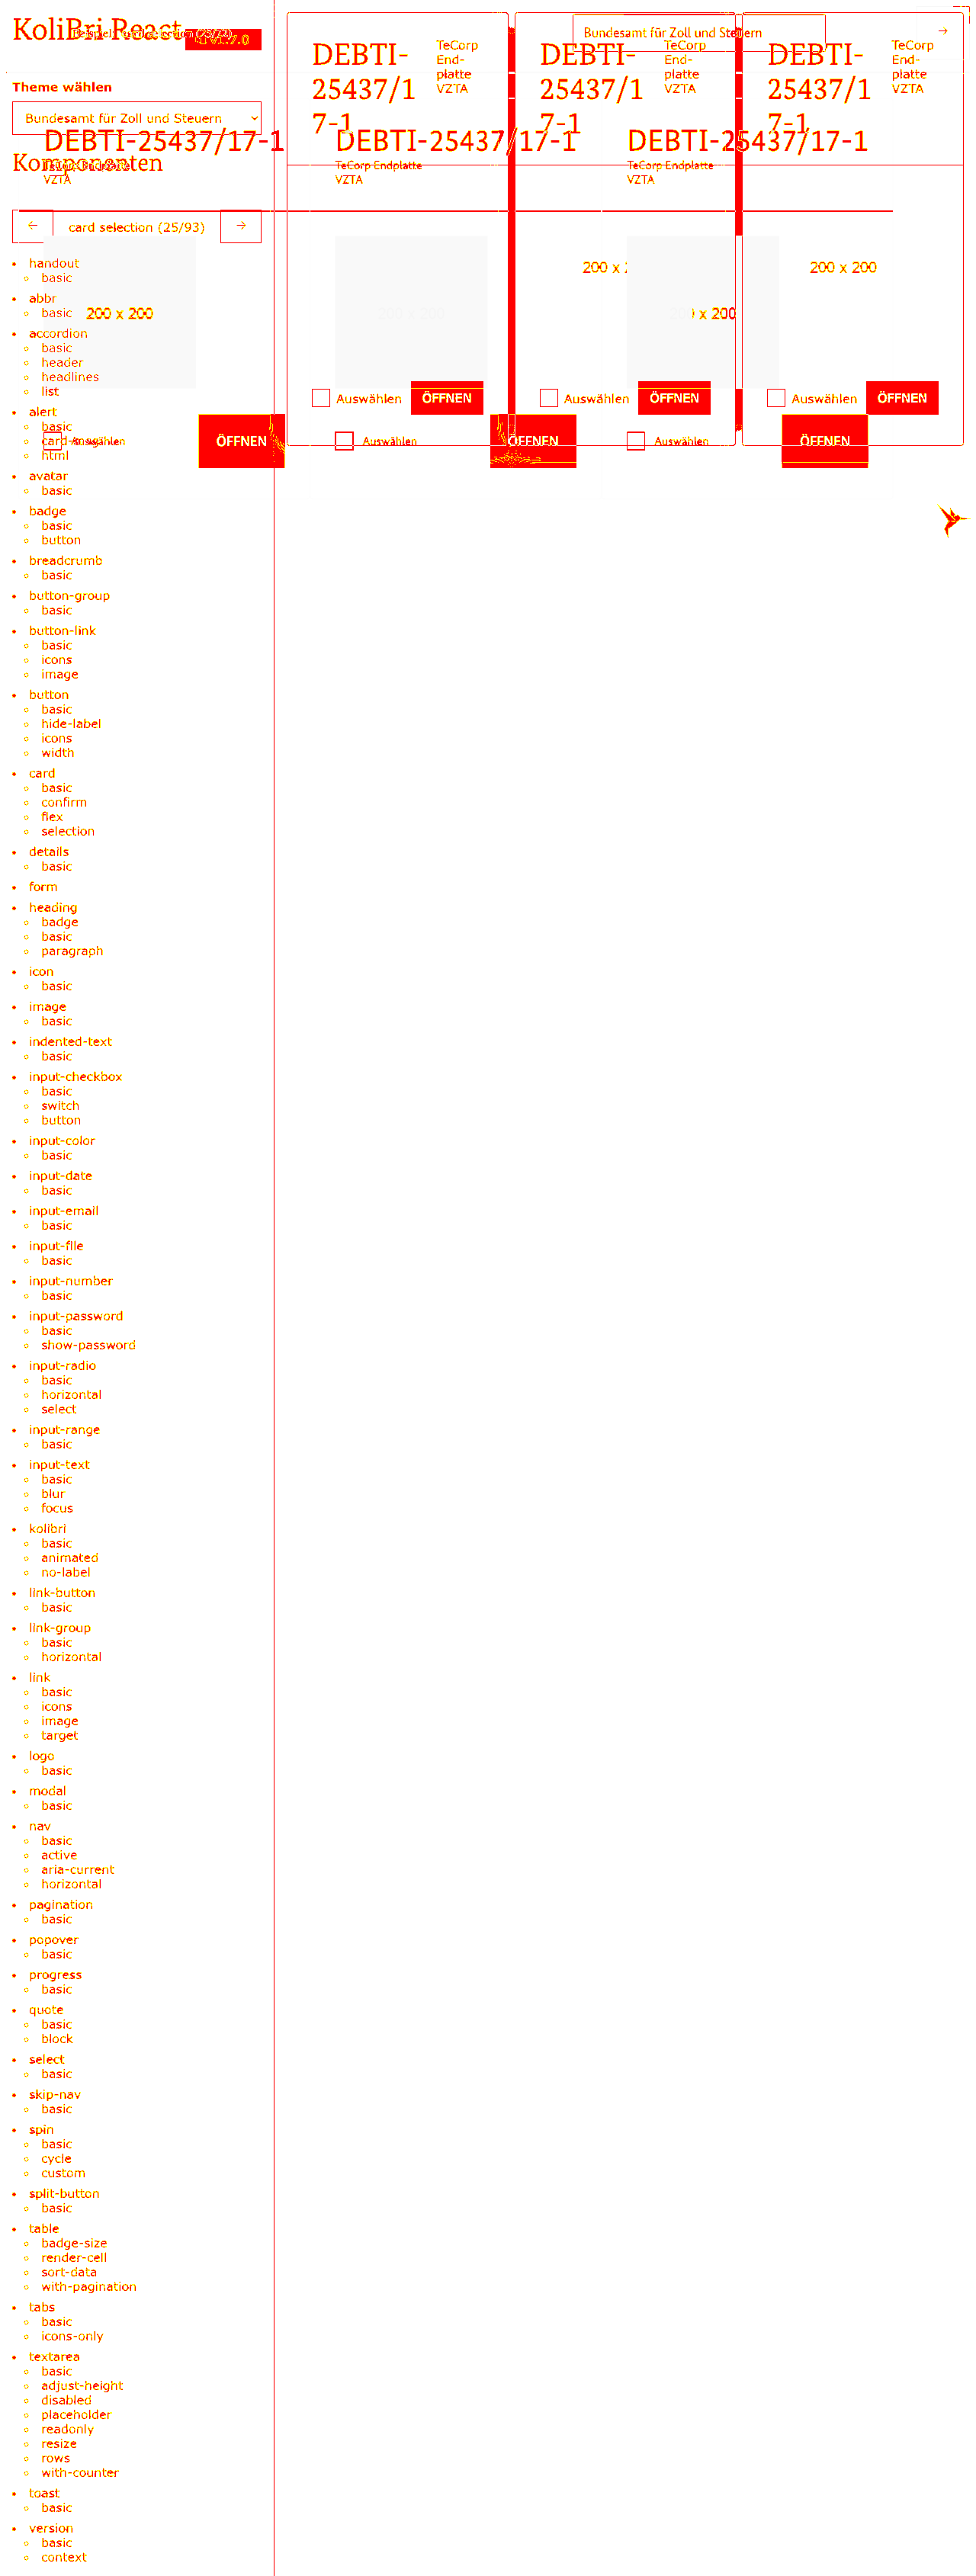 KoliBri-React
v1.7.0
Theme wählen
Bundesamt für Zoll und Steuern
Komponenten
← card selection (25/93) →
handout
basic
abbr
basic
accordion
basic
header
headlines
list
alert
basic
card-msg
html
avatar
basic
badge
basic
button
breadcrumb
basic
button-group
basic
button-link
basic
icons
image
button
basic
hide-label
icons
width
card
basic
confirm
flex
selection
details
basic
form
heading
badge
basic
paragraph
icon
basic
image
basic
indented-text
basic
input-checkbox
basic
switch
button
input-color
basic
input-date
basic
input-email
basic
input-file
basic
input-number
basic
input-password
basic
show-password
input-radio
basic
horizontal
select
input-range
basic
input-text
basic
blur
focus
kolibri
basic
animated
no-label
link-button
basic
link-group
basic
horizontal
link
basic
icons
image
target
logo
basic
modal
basic
nav
basic
active
aria-current
horizontal
pagination
basic
popover
basic
progress
basic
quote
basic
block
select
basic
skip-nav
basic
spin
basic
cycle
custom
split-button
basic
table
badge-size
render-cell
sort-data
with-pagination
tabs
basic
icons-only
textarea
basic
adjust-height
disabled
placeholder
readonly
resize
rows
with-counter
toast
basic
version
basic
context
Bundesamt für Zoll und Steuern →
DEBTI-
25437/1
7-1
TeCorp
End-
platte
VZTA
DEBTI-
25437/1
7-1
TeCorp
End-
platte
VZTA
DEBTI-
25437/1
7-1
TeCorp
End-
platte
VZTA
DEBTI-25437/17-1
TeCorp Endplatte
VZTA
DEBTI-25437/17-1
TeCorp Endplatte
VZTA
DEBTI-25437/17-1
TeCorp Endplatte
VZTA
200 x
200 x 200
200 x 200
x 200
Auswählen ÖFFNEN
Auswählen ÖFFNEN
Auswählen ÖFFNEN
Auswählen ÖFFNEN
Auswählen ÖFFNEN
Auswählen ÖFFNEN